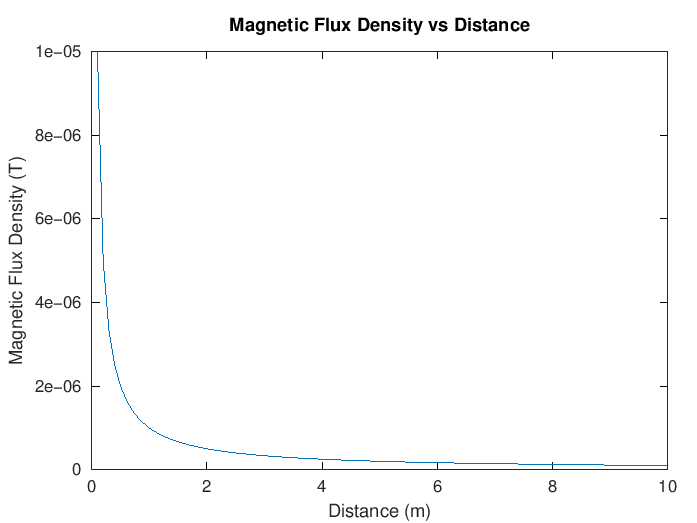 Magnetic Flux Density vs Distance
1e−05
8e−06
6e−06
4e−06
2e−06
0
Magnetic Flux Density (T)
0 2 4 6 8 10
Distance (m)